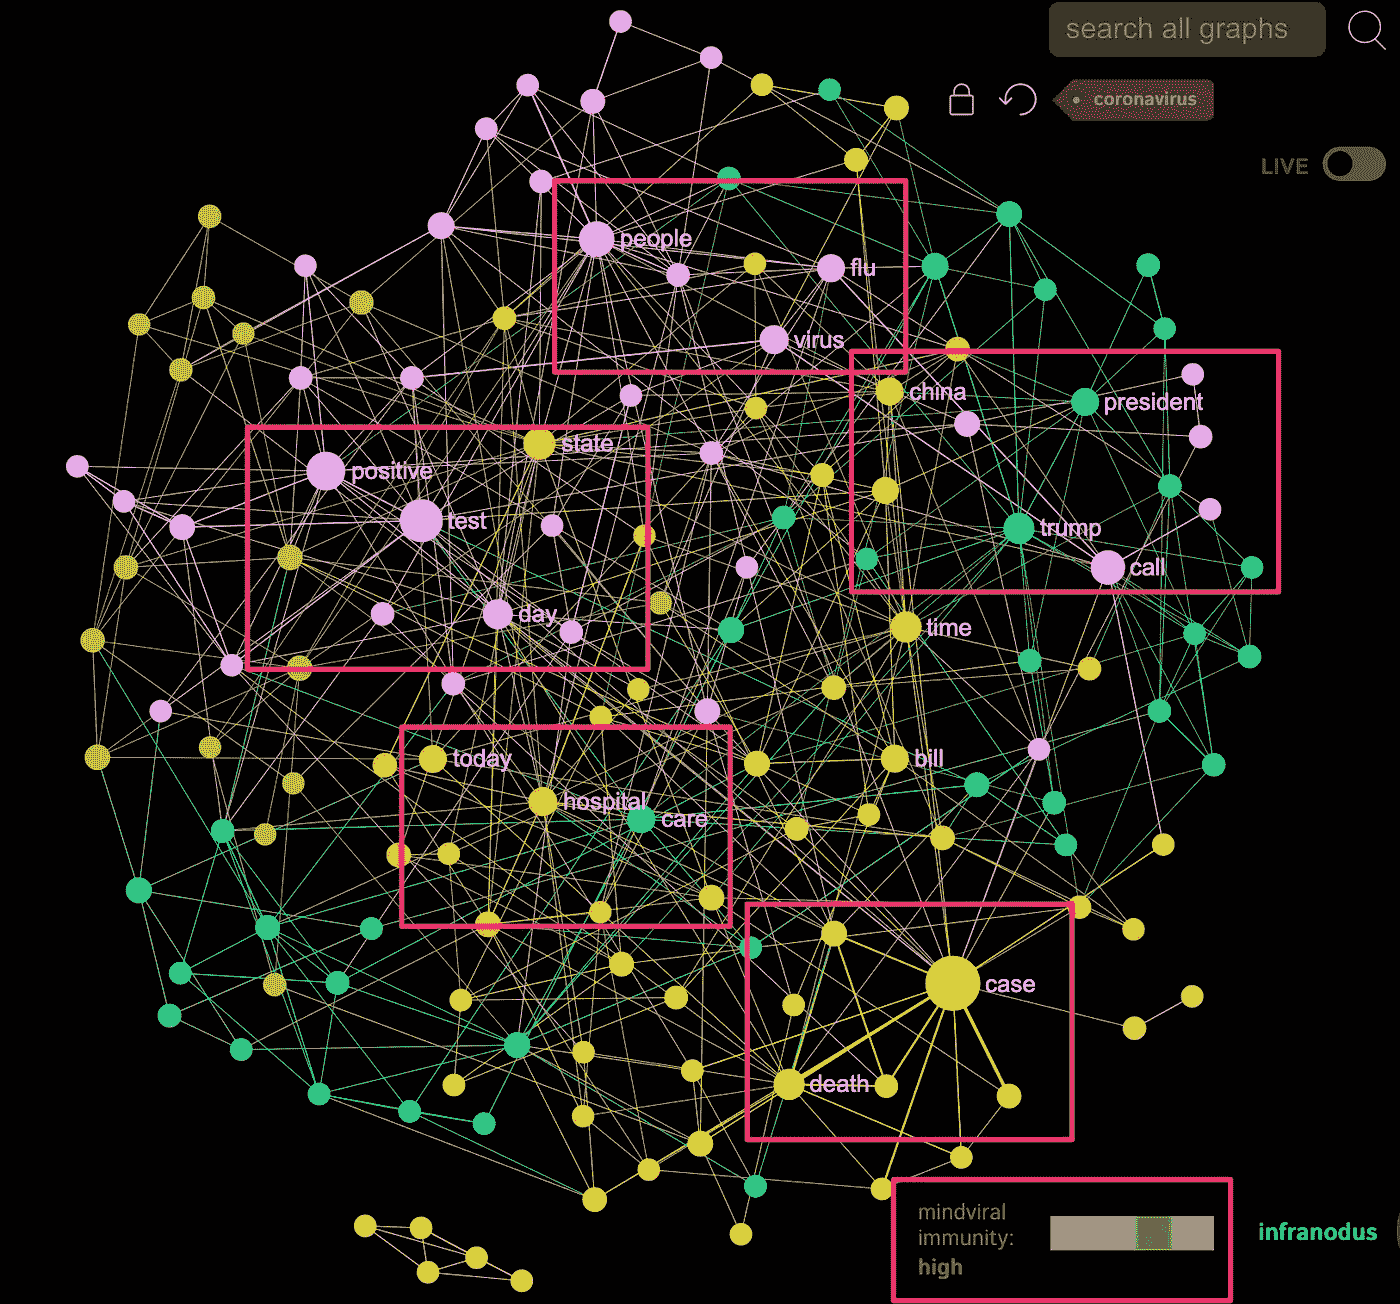 search all graphs
coronavirus
LIVE
people
flu
virus
china
president
state
positive
test
trump
call
day
time
today
bill
hospital
care
case
death
mindviral
immunity:
high
infranodus